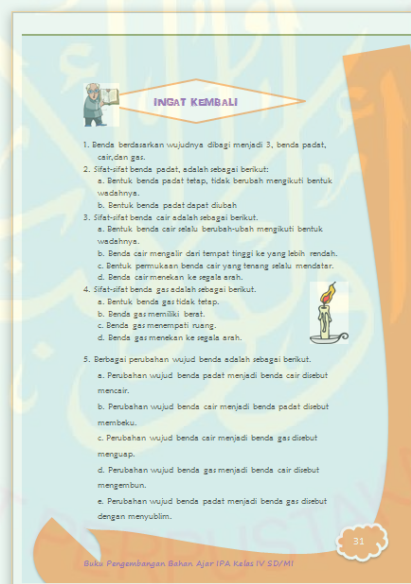 INGAT KEMBALI
1. Benda berdasarkan wujudnya dibagi menjadi 3, benda padat,
cair,dan gas.
2. Sifat-sifat benda padat, adalah sebagai berikut:
a. Bentuk benda padat tetap, tidak berubah mengikuti bentuk
wadahnya.
b. Bentuk benda padat dapat diubah
3. Sifat-sifat benda cair adalah sebagai berikut.
a. Bentuk benda cair selalu berubah-ubah mengikuti bentuk
wadahnya.
b. Benda cair mengalir dari tempat tinggi ke yang lebih rendah.
c. Bentuk permukaan benda cair yang tenang selalu mendatar.
d. Benda cair menekan ke segala arah.
4. Sifat-sifat benda gas adalah sebagai berikut.
a. Bentuk benda gas tidak tetap.
b. Benda gas memiliki berat.
c. Benda gas menempati ruang.
d. Benda gas menekan ke segala arah.
5. Berbagai perubahan wujud benda adalah sebagai berikut.
a. Perubahan wujud benda padat menjadi benda cair disebut
mencair.
b. Perubahan wujud benda cair menjadi benda padat disebut
membeku.
c. Perubahan wujud benda cair menjadi benda gas disebut
menguap.
d. Perubahan wujud benda gas menjadi benda cair disebut
mengembun.
e. Perubahan wujud benda padat menjadi benda gas disebut
dengan menyublim.
31
Buku Pengembangan Bahan Ajar IPA Kelas IV SD/MI